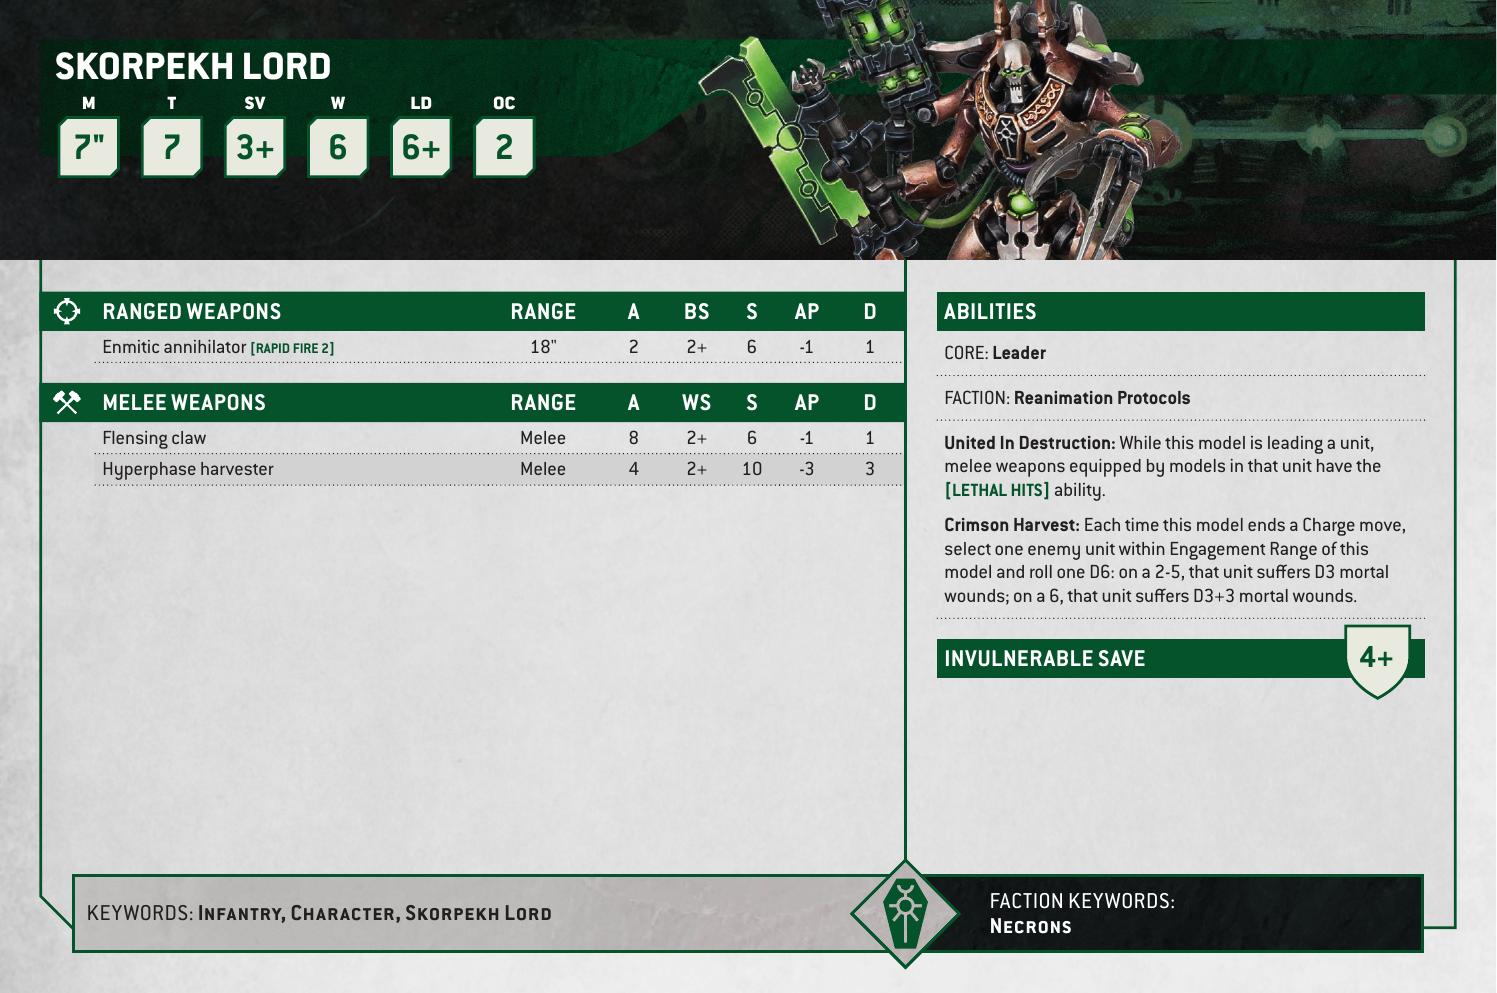 SKORPEKH LORD
M T SV W LD OC
7" 7 3+ 6 6+ 2
RANGED WEAPONS RANGE A BS S AP D
Enmitic annihilator [RAPID FIRE 2] 18" 2 2+ 6 -1 1
MELEE WEAPONS RANGE A WS S AP D
Flensing claw Melee 8 2+ 6 -1 1
Hyperphase harvester Melee 4 2+ 10 -3 3
ABILITIES
CORE: Leader
FACTION: Reanimation Protocols
United In Destruction: While this model is leading a unit,
melee weapons equipped by models in that unit have the
[LETHAL HITS] ability.
Crimson Harvest: Each time this model ends a Charge move,
select one enemy unit within Engagement Range of this
model and roll one D6: on a 2-5, that unit suffers D3 mortal
wounds; on a 6, that unit suffers D3+3 mortal wounds.
INVULNERABLE SAVE 4+
KEYWORDS: Infantry, Character, Skorpekh Lord
FACTION KEYWORDS:
Necrons